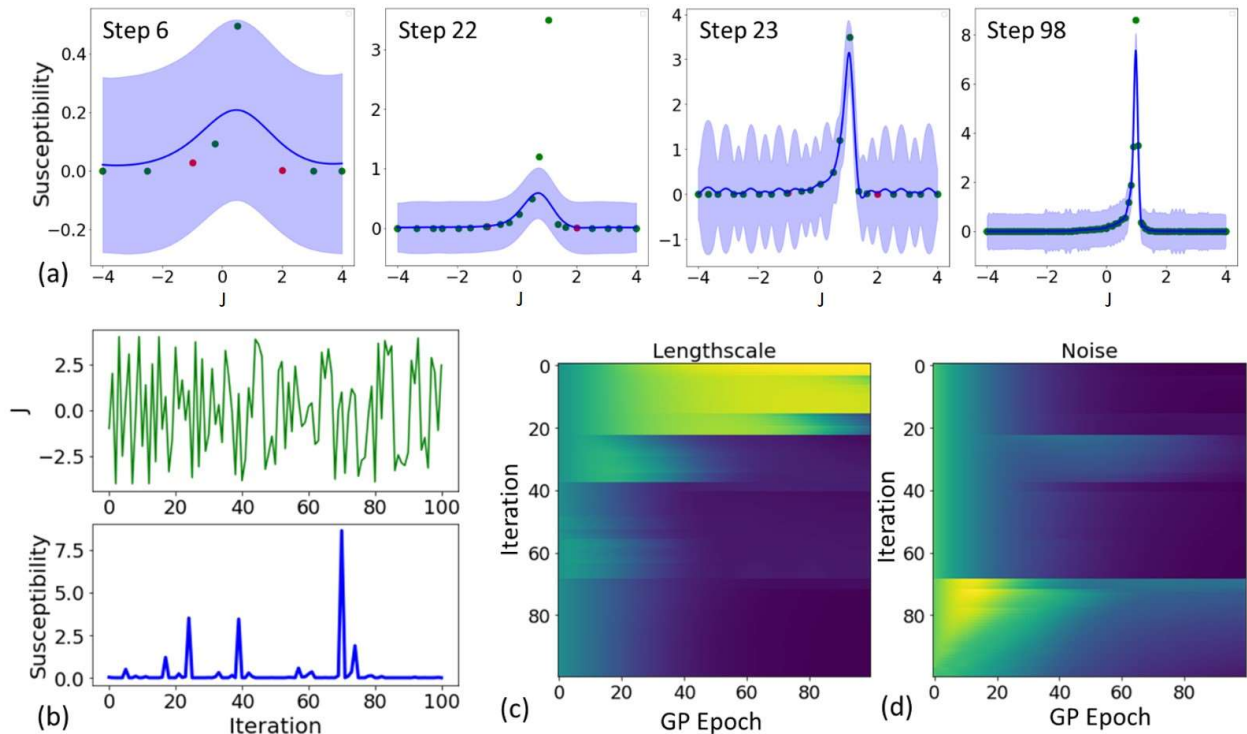 Step 6
Step 22
Step 23
Step 98
Susceptibility
0.4
0.2
0.0
−0.2
3
2
1
0
4
3
2
1
0
−1
8
6
4
2
0
−4 −2 0 2 4
−4 −2 0 2 4
−4 −2 0 2 4
−4 −2 0 2 4
(a)
J
J
J
J
J
2.5
0.0
−2.5
0 20 40 60 80 100
Susceptibility
7.5
5.0
2.5
0.0
0 20 40 60 80 100
(b)
Iteration
Lengthscale
Iteration
0
20
40
60
80
0 20 40 60 80
(c)
GP Epoch
Noise
Iteration
0
20
40
60
80
0 20 40 60 80
(d)
GP Epoch